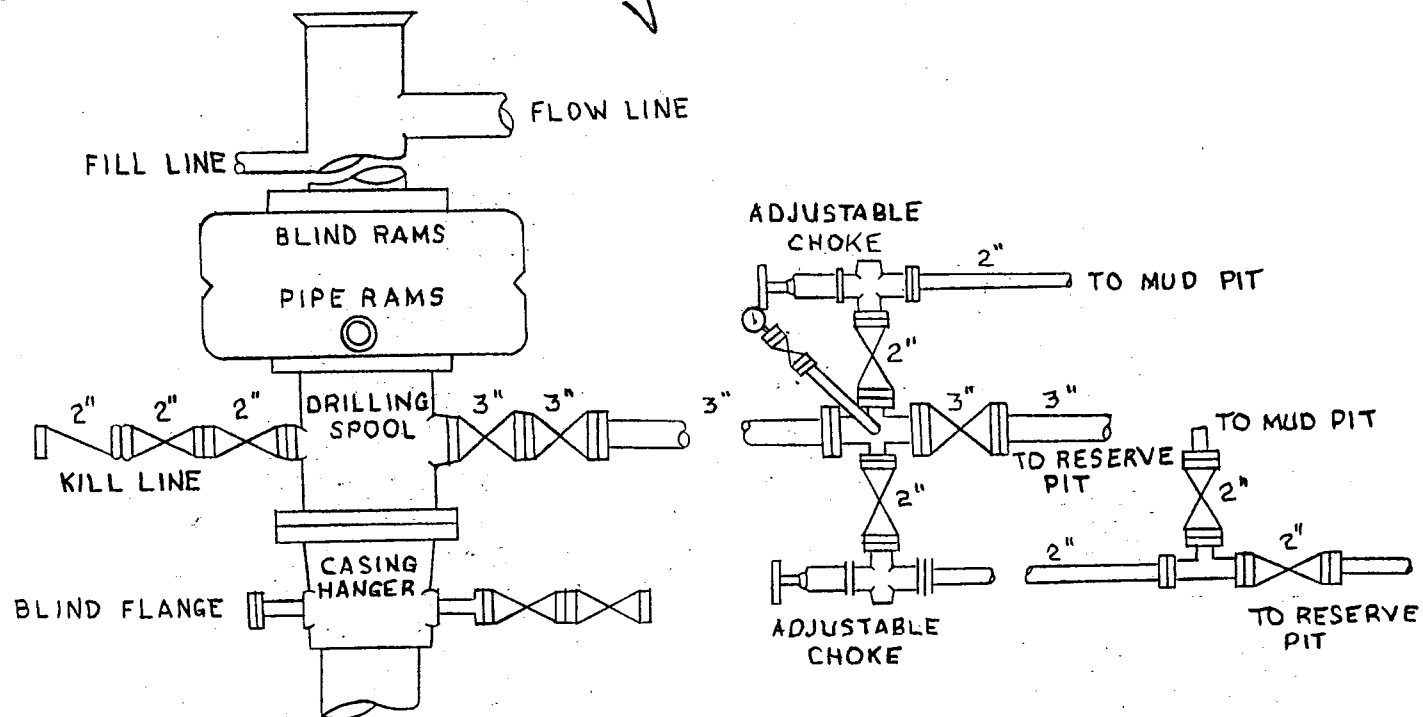 FLOW LINE
FILL LINE
BLIND RAMS
PIPE RAMS
ADJUSTABLE
CHOKE
2"
TO MUD PIT
2"
2" 2" 2"
DRILLING
SPOOL
3" 3"
3"
3" 3"
KILL LINE
TO RESERVE
PIT
TO MUD PIT
2"
2"
CASING
HANGER
BLIND FLANGE
ADJUSTABLE
CHOKE
2"
2"
TO RESERVE
PIT